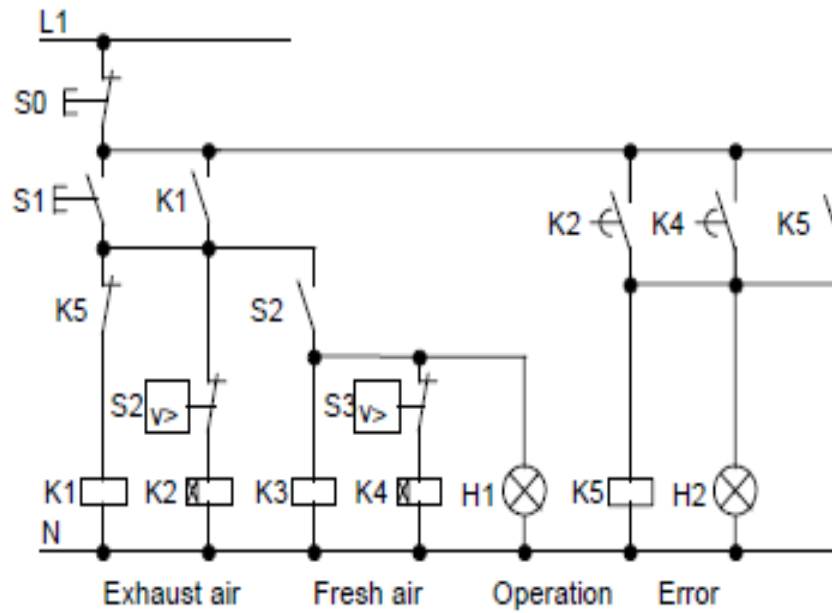 L1
S0
S1 K1 K2 K4 K5
K5 S2
S2 v> S3 v>
K1 K2 K3 K4 H1 K5 H2
N
Exhaust air Fresh air Operation Error